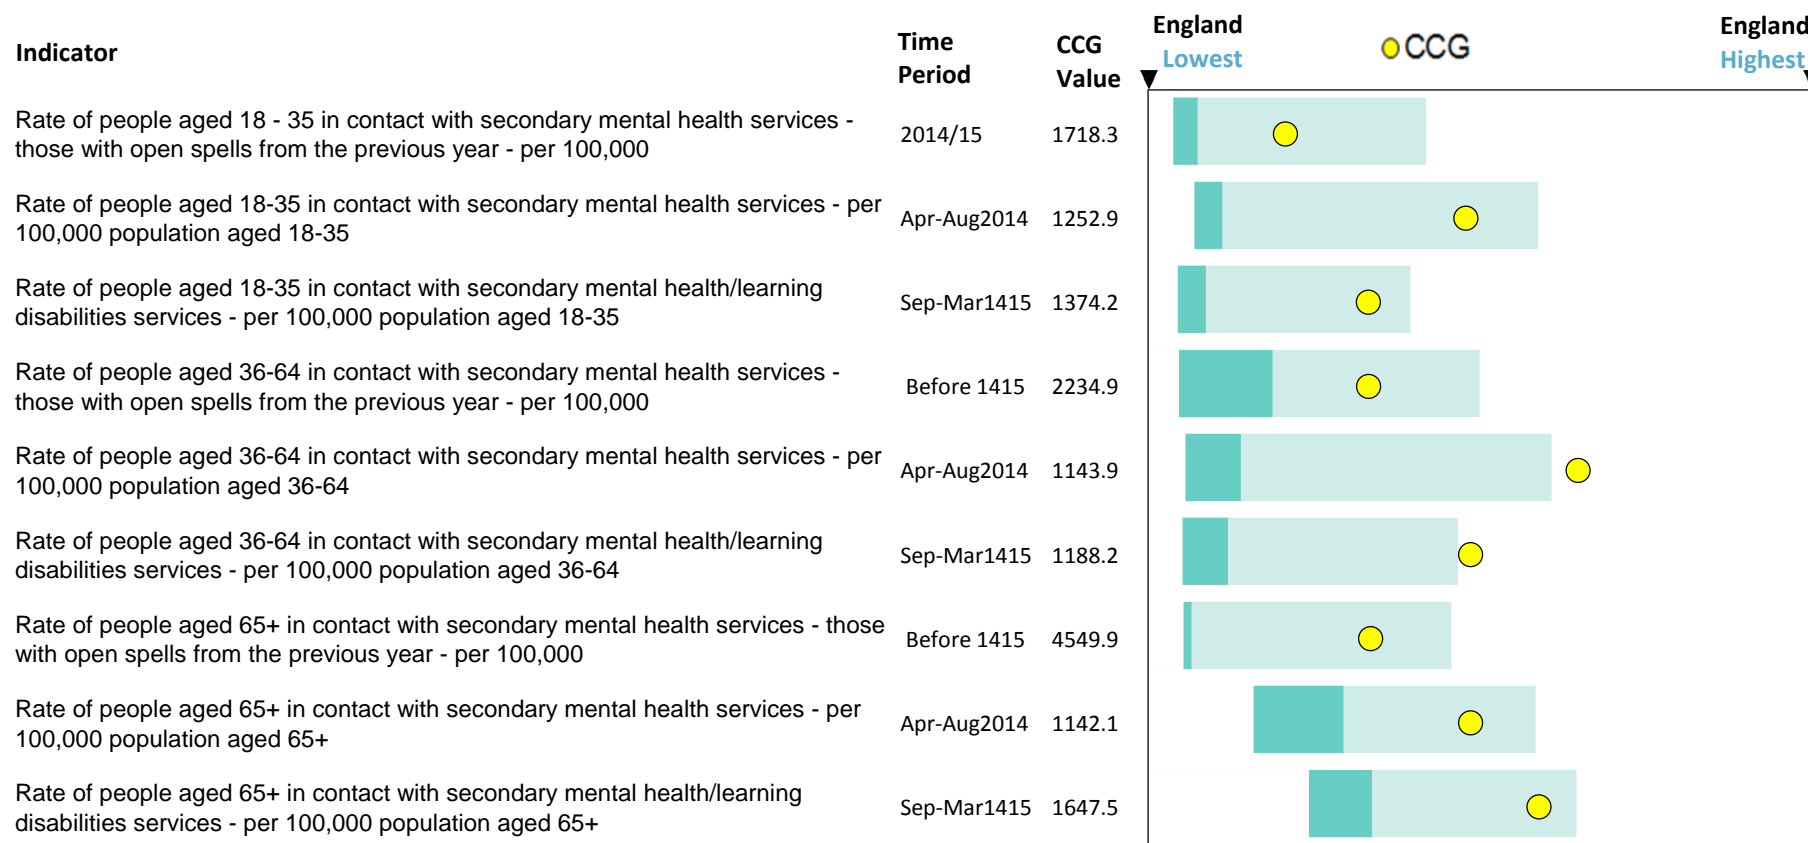 Indicator
Time Period
CCG Value
England Lowest
CCG
England Highest
Rate of people aged 18 - 35 in contact with secondary mental health services -
those with open spells from the previous year - per 100,000
2014/15 1718.3
Rate of people aged 18-35 in contact with secondary mental health services - per
100,000 population aged 18-35
Apr-Aug2014 1252.9
Rate of people aged 18-35 in contact with secondary mental health/learning
disabilities services - per 100,000 population aged 18-35
Sep-Mar1415 1374.2
Rate of people aged 36-64 in contact with secondary mental health services -
those with open spells from the previous year - per 100,000
Before 1415 2234.9
Rate of people aged 36-64 in contact with secondary mental health services - per
100,000 population aged 36-64
Apr-Aug2014 1143.9
Rate of people aged 36-64 in contact with secondary mental health/learning
disabilities services - per 100,000 population aged 36-64
Sep-Mar1415 1188.2
Rate of people aged 65+ in contact with secondary mental health services - those
with open spells from the previous year - per 100,000
Before 1415 4549.9
Rate of people aged 65+ in contact with secondary mental health services - per
100,000 population aged 65+
Apr-Aug2014 1142.1
Rate of people aged 65+ in contact with secondary mental health/learning
disabilities services - per 100,000 population aged 65+
Sep-Mar1415 1647.5